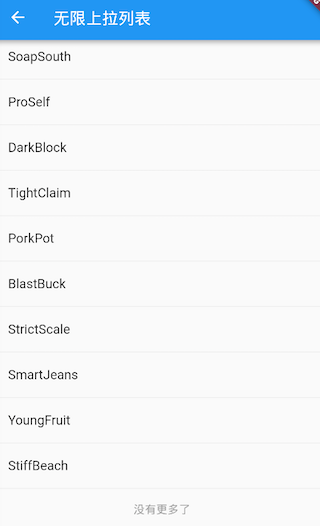 无限上拉列表
SoapSouth
ProSelf
DarkBlock
TightClaim
PorkPot
BlastBuck
StrictScale
SmartJeans
YoungFruit
StiffBeach
没有更多了